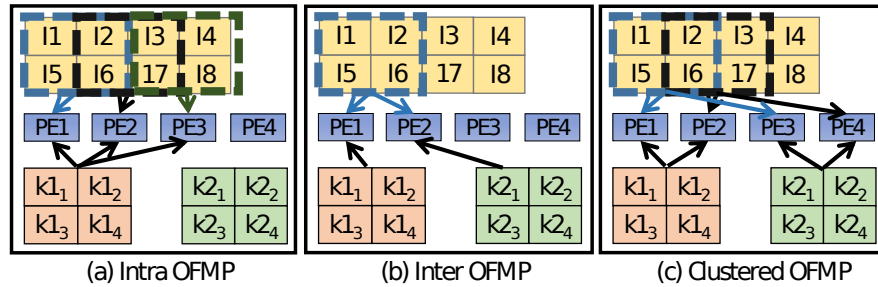 I1 I2 I3 I4
I5 I6 17 I8
PE1 PE2 PE3 PE4
k1₁ k1₂ k2₁ k2₂
k1₃ k1₄ k2₃ k2₄
(a) Intra OFMP
I1 I2 I3 I4
I5 I6 17 I8
PE1 PE2 PE3 PE4
k1₁ k1₂ k2₁ k2₂
k1₃ k1₄ k2₃ k2₄
(b) Inter OFMP
I1 I2 I3 I4
I5 I6 17 I8
PE1 PE2 PE3 PE4
k1₁ k1₂ k2₁ k2₂
k1₃ k1₄ k2₃ k2₄
(c) Clustered OFMP